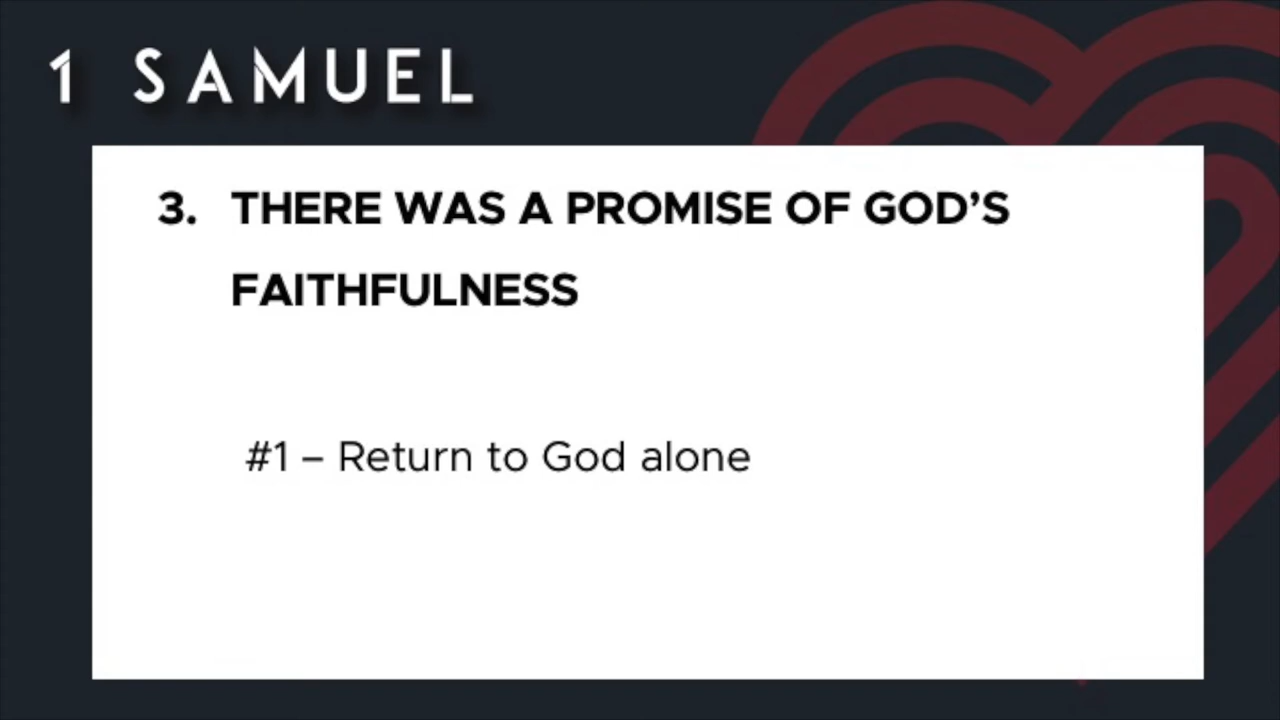 1 SAMUEL
3. THERE WAS A PROMISE OF GOD’S
FAITHFULNESS
#1 – Return to God alone